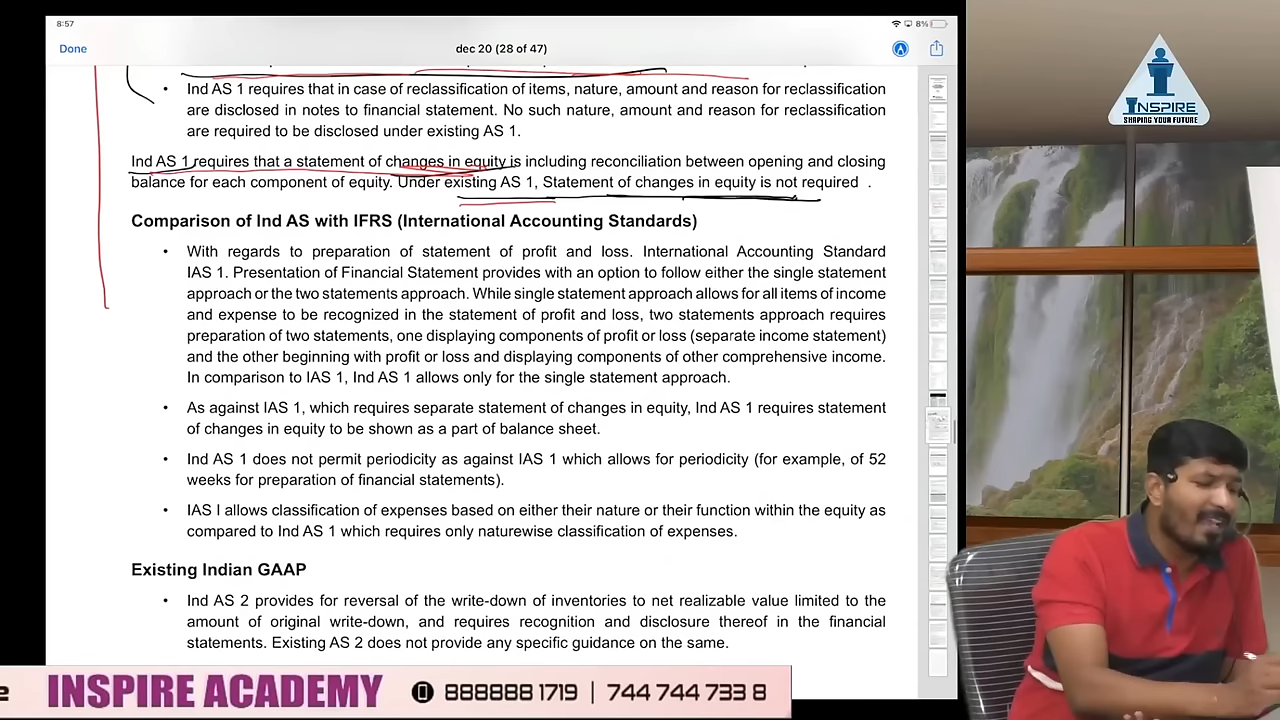 8:57
8%
Done
dec 20 (28 of 47)
Ind AS 1 requires that in case of reclassification of items, nature, amount and reason for reclassification
are disclosed in notes to financial statement. No such nature, amount and reason for reclassification
are required to be disclosed under existing AS 1.
Ind AS 1 requires that a statement of changes in equity is including reconciliation between opening and closing
balance for each component of equity. Under existing AS 1, Statement of changes in equity is not required .
Comparison of Ind AS with IFRS (International Accounting Standards)
• With regards to preparation of statement of profit and loss. International Accounting Standard
IAS 1. Presentation of Financial Statement provides with an option to follow either the single statement
approach or the two statements approach. While single statement approach allows for all items of income
and expense to be recognized in the statement of profit and loss, two statements approach requires
preparation of two statements, one displaying components of profit or loss (separate income statement)
and the other beginning with profit or loss and displaying components of other comprehensive income.
In comparison to IAS 1, Ind AS 1 allows only for the single statement approach.
• As against IAS 1, which requires separate statement of changes in equity, Ind AS 1 requires statement
of changes in equity to be shown as a part of balance sheet.
• Ind AS 1 does not permit periodicity as against IAS 1 which allows for periodicity (for example, of 52
weeks for preparation of financial statements).
• IAS I allows classification of expenses based on either their nature or their function within the equity as
compared to Ind AS 1 which requires only naturewise classification of expenses.
Existing Indian GAAP
• Ind AS provides for reversal of the write-down of inventories to net realizable value limited to the
amount original write-down, and requires recognition and disclosure thereof in the financial
statement Existing AS 2 does not provide any specific guidance on the same.
INSPIRE
SHAPING YOUR FUTURE
e INSPIRE ACADEMY 888888 1719 | 744 744 733 8